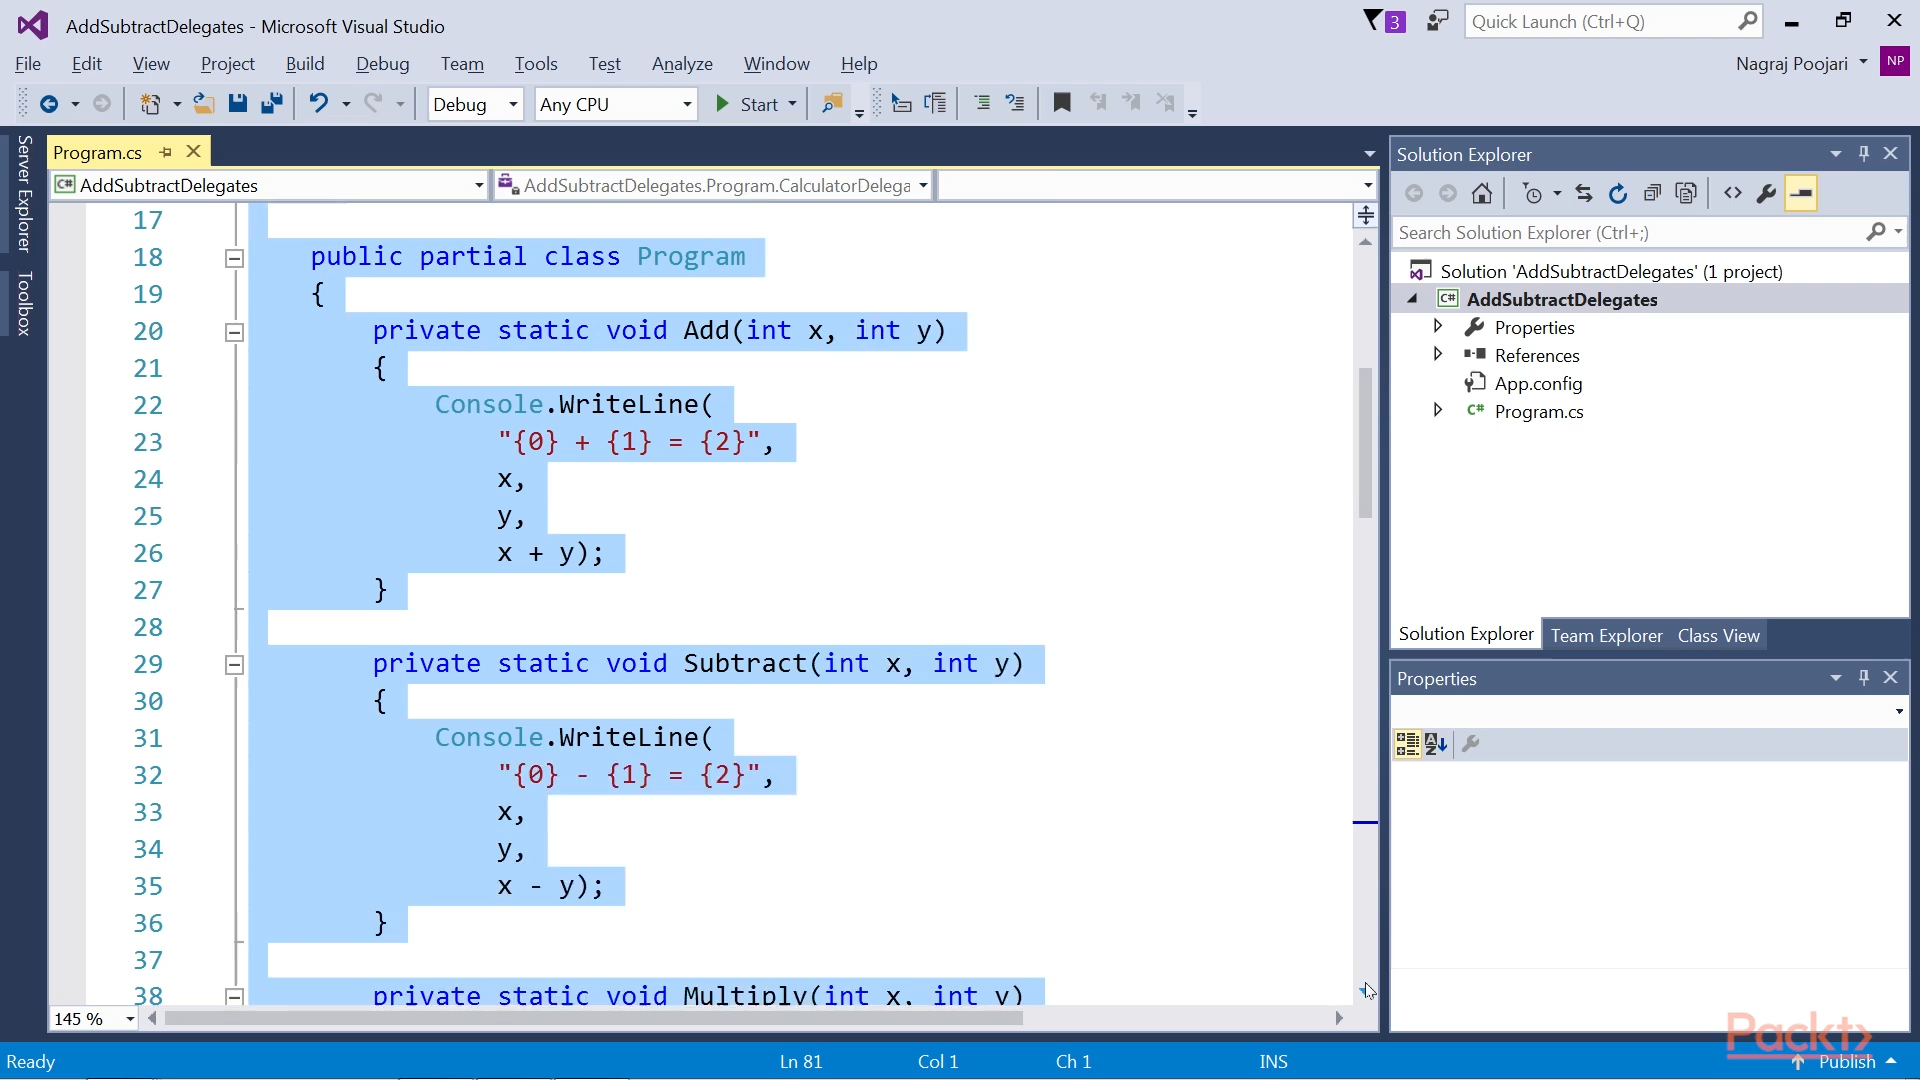 AddSubtractDelegates - Microsoft Visual Studio
3
Quick Launch (Ctrl+Q)
File Edit View Project Build Debug Team Tools Test Analyze Window Help
Nagraj Poojari NP
Debug Any CPU Start
Server Explorer
Toolbox
Program.cs
C# AddSubtractDelegates AddSubtractDelegates.Program.CalculatorDelega
17
18 public partial class Program
19 {
20 private static void Add(int x, int y)
21 {
22 Console.WriteLine(
23 "{0} + {1} = {2}",
24 x,
25 y,
26 x + y);
27 }
28
29 private static void Subtract(int x, int y)
30 {
31 Console.WriteLine(
32 "{0} - {1} = {2}",
33 x,
34 y,
35 x - y);
36 }
37
38 private static void Multiply(int x, int y)
145 %
Solution Explorer
Search Solution Explorer (Ctrl+;)
Solution 'AddSubtractDelegates' (1 project)
C# AddSubtractDelegates
Properties
References
App.config
C# Program.cs
Solution Explorer Team Explorer Class View
Properties
Packt>
Ready Ln 81 Col 1 Ch 1 INS Publish